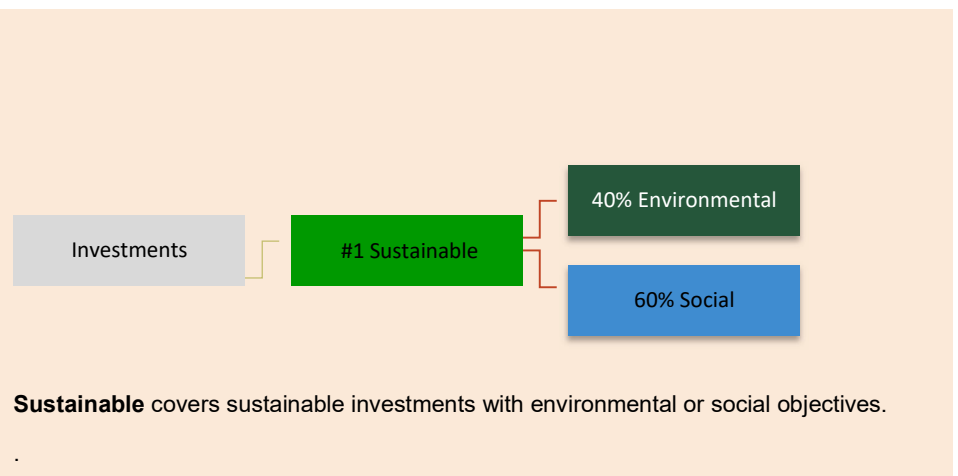 40% Environmental
Investments
#1 Sustainable
60% Social
Sustainable covers sustainable investments with environmental or social objectives.
.